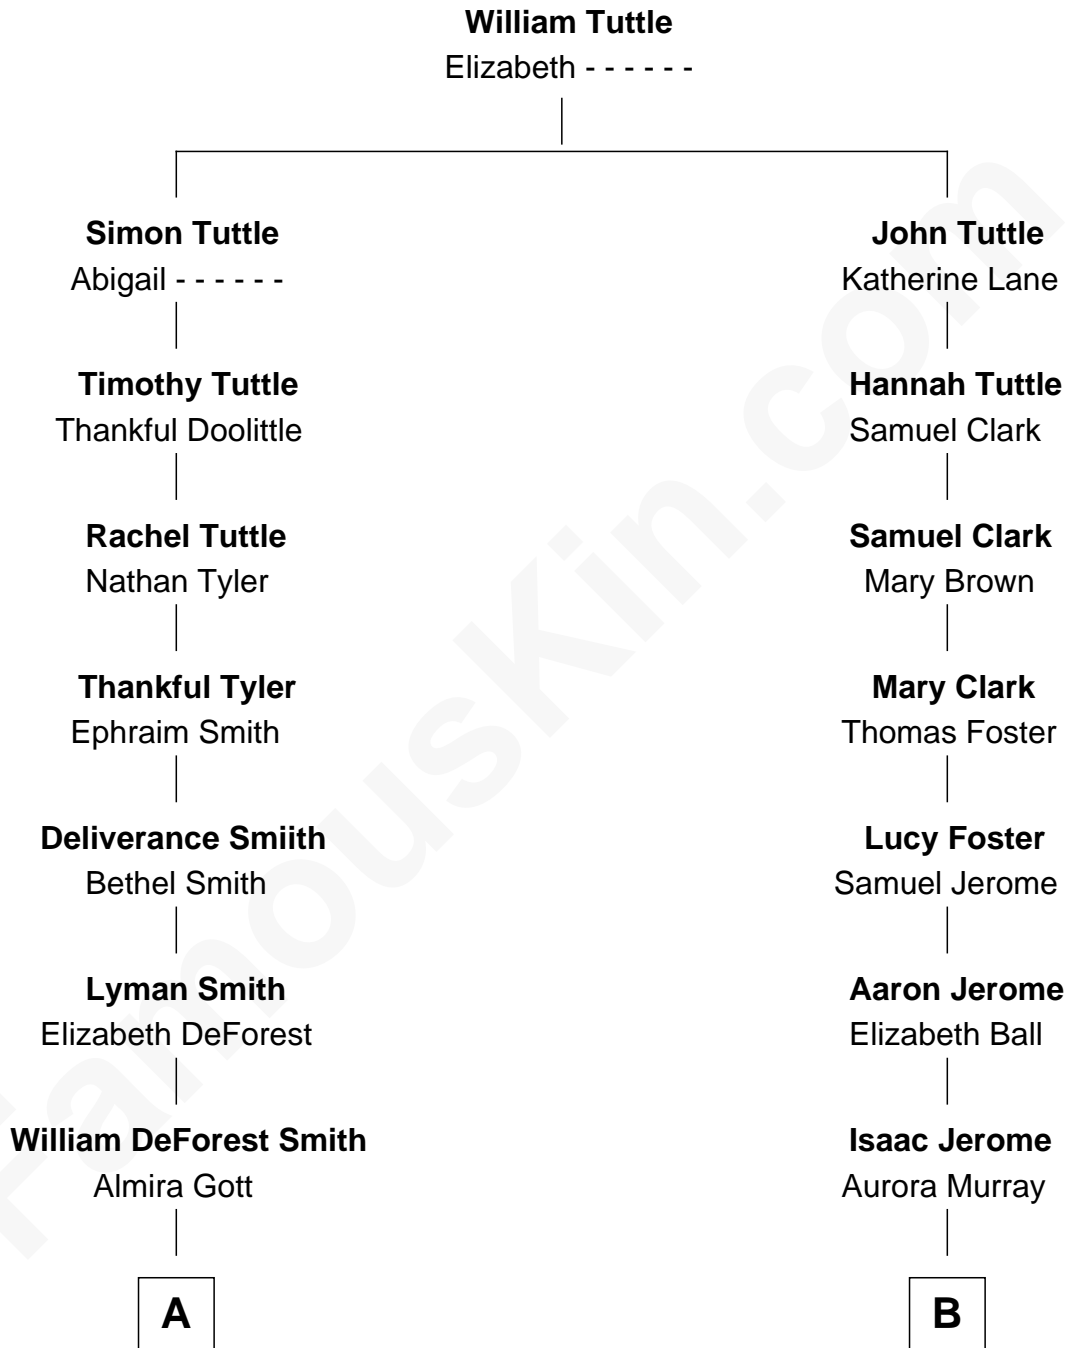 William Tuttle
Elizabeth - - - - - -
Simon Tuttle
Abigail - - - - - -
John Tuttle
Katherine Lane
Timothy Tuttle
Thankful Doolittle
Hannah Tuttle
Samuel Clark
Rachel Tuttle
Nathan Tyler
Samuel Clark
Mary Brown
Thankful Tyler
Ephraim Smith
Mary Clark
Thomas Foster
Deliverance Smiith
Bethel Smith
Lucy Foster
Samuel Jerome
Lyman Smith
Elizabeth DeForest
Aaron Jerome
Elizabeth Ball
William DeForest Smith
Almira Gott
Isaac Jerome
Aurora Murray
A
B
FamousKin.com